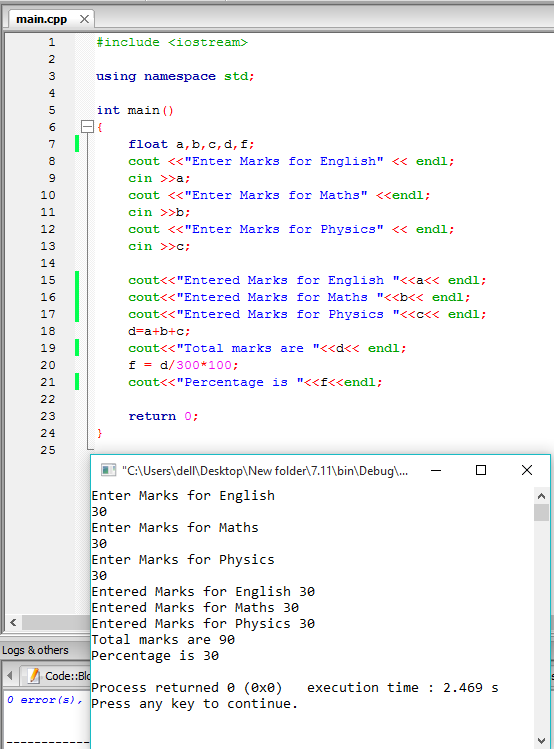 main.cpp
1 #include <iostream>
2
3 using namespace std;
4
5 int main()
6 {
7 float a,b,c,d,f;
8 cout <<"Enter Marks for English" << endl;
9 cin >>a;
10 cout <<"Enter Marks for Maths" <<endl;
11 cin >>b;
12 cout <<"Enter Marks for Physics" << endl;
13 cin >>c;
14
15 cout<<"Entered Marks for English "<<a<< endl;
16 cout<<"Entered Marks for Maths "<<b<< endl;
17 cout<<"Entered Marks for Physics "<<c<< endl;
18 d=a+b+c;
19 cout<<"Total marks are "<<d<< endl;
20 f = d/300*100;
21 cout<<"Percentage is "<<f<<endl;
22
23 return 0;
24 }
25
"C:\Users\dell\Desktop\New folder\7.11\bin\Debug\...
Enter Marks for English
30
Enter Marks for Maths
30
Enter Marks for Physics
30
Entered Marks for English 30
Entered Marks for Maths 30
Entered Marks for Physics 30
Total marks are 90
Percentage is 30
Process returned 0 (0x0) execution time : 2.469 s
Press any key to continue.
Logs & others
Code::Blo
0 error(s),